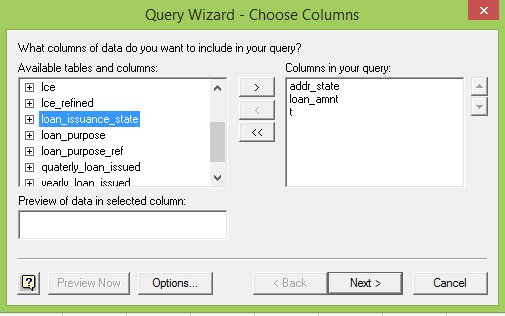 Query Wizard - Choose Columns
What columns of data do you want to include in your query?
Available tables and columns:
lce
lce_refined
loan_issuance_state
loan_purpose
loan_purpose_ref
quaterly_loan_issued
yearly_loan_issued
>
<
<<
Columns in your query:
addr_state
loan_amnt
t
Preview of data in selected column:
?
Preview Now
Options...
< Back
Next >
Cancel